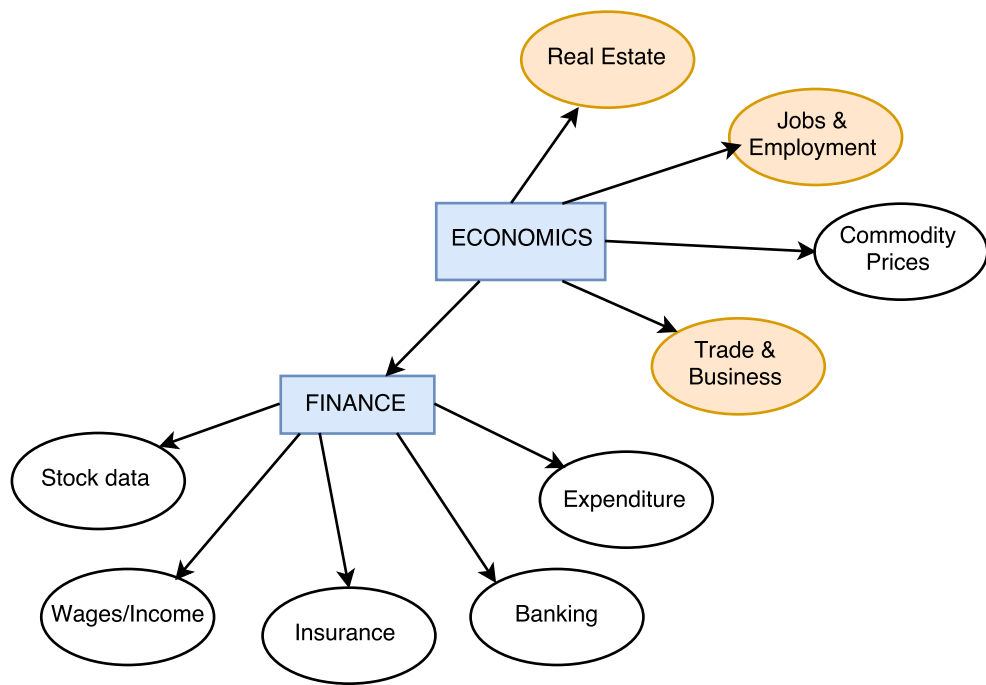 Real Estate
Jobs &
Employment
ECONOMICS
Commodity
Prices
Trade &
Business
FINANCE
Stock data
Expenditure
Wages/Income
Insurance
Banking